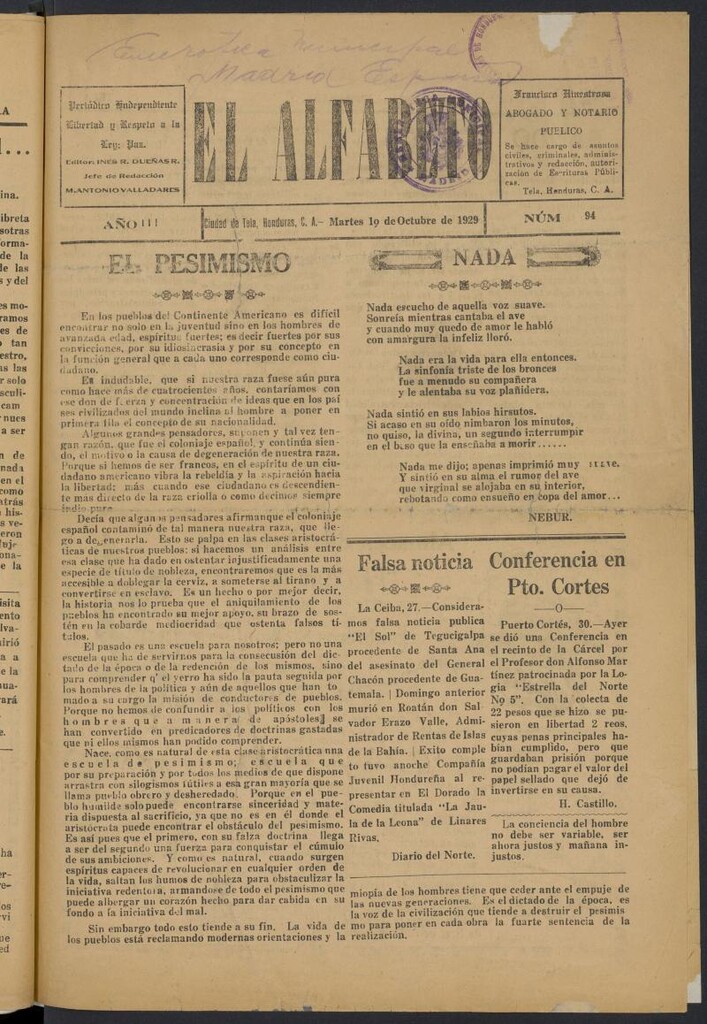 Madrid
Periódico Independiente
Libertad y Respeto a la
Ley: Paz.
Editor: INES R. DUEÑAS R.
Jefe de Redacción
M. ANTONIO VALLADARES
EL ALFABETO
Francisco Hinestrosa
ABOGADO Y NOTARIO
PUBLICO
Se hace cargo de asuntos
civiles, criminales, administra-
tivos y redacción, autori-
zacion de Escrituras Públi-
cas.
Tela, Honduras, C. A.
AÑO III
Ciudad de Tela, Honduras, C. A.— Martes 1o de Octubre de 1929
NÚM 94
EL PESIMISMO
En los pueblos del Continente Americano es dificil
encontrar no solo en la juventud sino en los hombres de
avanzada edad, espíritus fuertes; es decir fuertes por sus
convicciones, por su idiosincrasia y por su concepto en
la función general que a cada uno corresponde como ciu-
dadano.
Es indudable, que si nuestra raza fuese aún pura
como hace más de cuatrocientos años, contariamos con
ese don de fuerza y concentración de ideas que en los pai
ses civilizados del mundo inclina al hombre a poner en
primera fila el concepto de su nacionalidad.
Algunos grandes pensadores, suponen y tal vez ten-
gan razón, que fue el coloniaje español, y continúa sien-
do, el motivo o la causa de degeneración de nuestra raza.
Porque si hemos de ser francos, en el espíritu de un ciu-
dadano americano vibra la rebeldía y la aspiración hacia
la libertad; más cuando ese ciudadano es descendien-
te más directo de la raza criolla o como decimos siempre
indio puro
Decía que algunos pensadores afirman que el coloniaje
español contaminó de tal manera nuestra raza, que lle-
go a degenerarla. Esto se palpa en las clases aristocrá-
ticas de nuestros pueblos: si hacemos un análisis entre
esa clase que ha dado en ostentar injustificadamente una
especie de título de nobleza, encontraremos que es la más
accesible a doblegar la cerviz, a someterse al tirano y a
convertirse en esclavo. Es un hecho o por mejor decir,
la historia nos lo prueba que el aniquilamiento de los
pueblos ha encontrado su mejor apoyo, su brazo de sos-
tén en la cobarde mediocridad que ostenta falsos tí-
tulos.
El pasado es una escuela para nosotros; pero no una
escuela que ha de servirnos para la consecusión del dic-
tado de la época o de la redención de los mismos, sino
para comprender q' el yerro ha sido la pauta seguida por
los hombres de la política y aún de aquellos que han to-
mado a su cargo la misión de conductores de pueblos.
Porque no hemos de confundir a los políticos con los
hombres que a manera de apóstoles se
han convertido en predicadores de doctrinas gastadas
que ni ellos mismos han podido comprender.
Nace, como es natural de esta clase aristocrática una
escuela de pesimismo; escuela que
por su preparación y por todos los medios de que dispone
arrastra con silogismos fútiles a esa gran mayoría que se
llama pueblo obrero y desheredado. Porque en el pue-
blo humilde solo puede encontrarse sinceridad y mate-
ria dispuesta al sacrificio, ya que no es en él donde el
aristócrata puede encontrar el obstáculo del pesimismo.
Es así pues que el primero, con su falza doctrina llega
a ser del segundo una fuerza para conquistar el cúmulo
de sus ambiciones. Y como es natural, cuando surgen
espíritus capaces de revolucionar en cualquier orden de
la vida, saltan los humos de nobleza para obstaculizar la
iniciativa redentora, armandose de todo el pesimismo que
puede albergar un corazón hecho para dar cabida en su
fondo a la iniciativa del mal.
Sin embargo todo esto tiende a su fin. La vida de
los pueblos está reclamando modernas orientaciones y la
NADA
Nada escucho de aquella voz suave.
Sonreía mientras cantaba el ave
y cuando muy quedo de amor le habló
con amargura la infeliz lloró.
Nada era la vida para ella entonces.
La sinfonía triste de los bronces
fue a menudo su compañera
y le alentaba su voz plañidera.
Nada sintió en sus labios hirsutos.
Si acaso en su oído nimbaron los minutos,
no quiso, la divina, un segundo interrumpir
en el beso que la enseñaba a morir......
Nada me dijo; apenas imprimió muy suave.
Y sintió en su alma el rumor del ave
que virginal se alojaba en su interior,
rebotando como ensueño en copa del amor...
NEBUR.
Falsa noticia
La Ceiba, 27.—Considera-
mos falsa noticia publica
"El Sol" de Tegucigalpa
procedente de Santa Ana
del asesinato del General
Chacón procedente de Gua-
temala. | Domingo anterior
murió en Roatán don Sal-
vador Erazo Valle, Admi-
nistrador de Rentas de Islas
de la Bahía. | Exito comple
to tuvo anoche Compañía
Juvenil Hondureña al re-
presentar en El Dorado la
Comedia titulada "La Jau-
la de la Leona" de Linares
Rivas.
Diario del Norte.
Conferencia en
Pto. Cortes
—O—
Puerto Cortés, 30.—Ayer
se dió una Conferencia en
el recinto de la Cárcel por
el Profesor don Alfonso Mar
tínez patrocinada por la Lo-
gia "Estrella del Norte
No 5". Con la colecta de
22 pesos que se hizo se pu-
sieron en libertad 2 reos,
cuyas penas principales ha-
bían cumplido, pero que
guardaban prisión porque
no podían pagar el valor del
papel sellado que dejó de
invertirse en su causa.
H. Castillo.
La conciencia del hombre
no debe ser variable, ser
ahora justos y mañana in-
justos.
miopía de los hombres tiene que ceder ante el empuje de
las nuevas generaciones. Es el dictado de la época, es
la voz de la civilización que tiende a destruir el pesimis
mo para poner en cada obra la fuarte sentencia de la
realización.